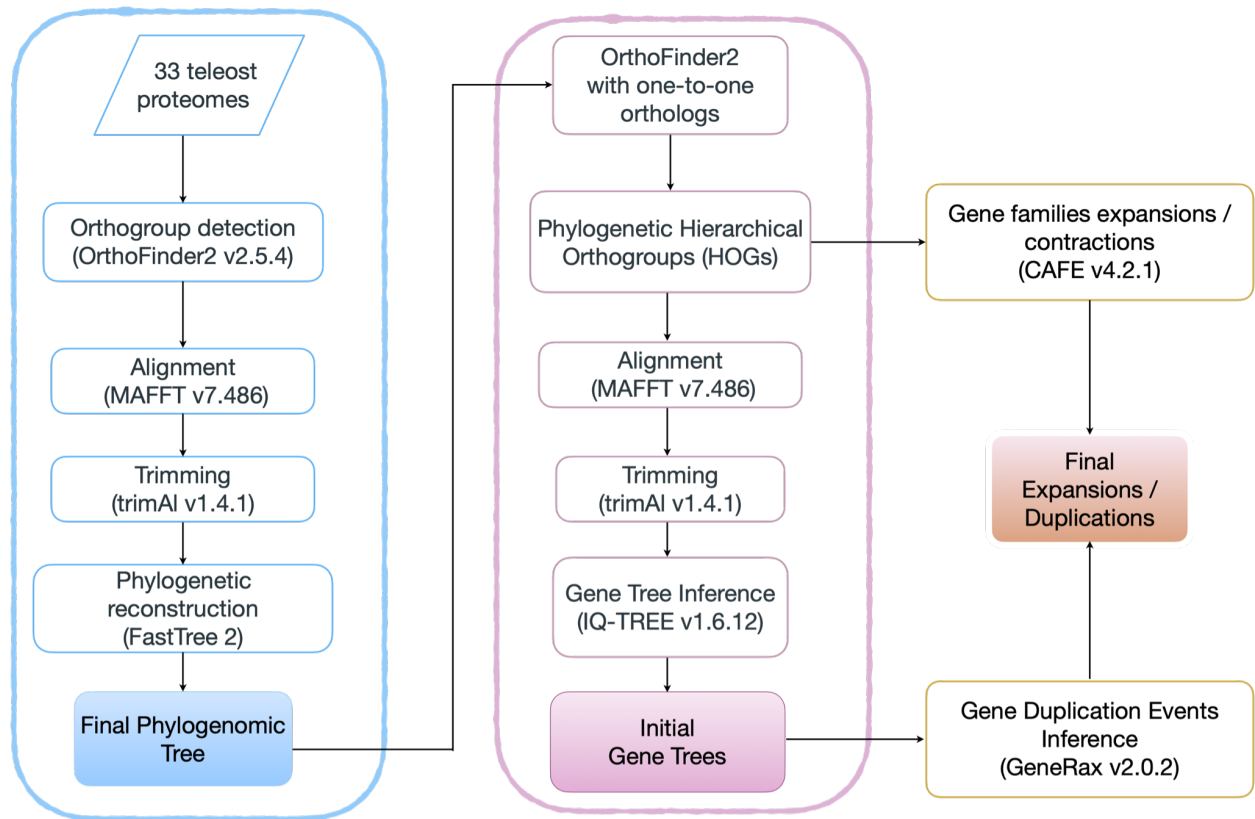 33 teleost
proteomes
Orthogroup detection
(OrthoFinder2 v2.5.4)
Alignment
(MAFFT v7.486)
Trimming
(trimAl v1.4.1)
Phylogenetic
reconstruction
(FastTree 2)
Final Phylogenomic
Tree
OrthoFinder2
with one-to-one
orthologs
Phylogenetic Hierarchical
Orthogroups (HOGs)
Alignment
(MAFFT v7.486)
Trimming
(trimAl v1.4.1)
Gene Tree Inference
(IQ-TREE v1.6.12)
Initial
Gene Trees
Gene families expansions /
contractions
(CAFE v4.2.1)
Final
Expansions /
Duplications
Gene Duplication Events
Inference
(GeneRax v2.0.2)